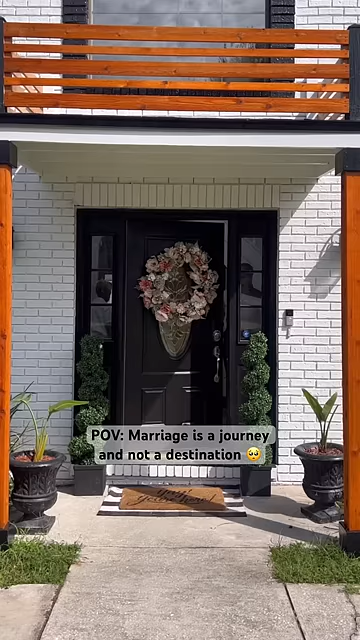 POV: Marriage is a journey
and not a destination 🥺